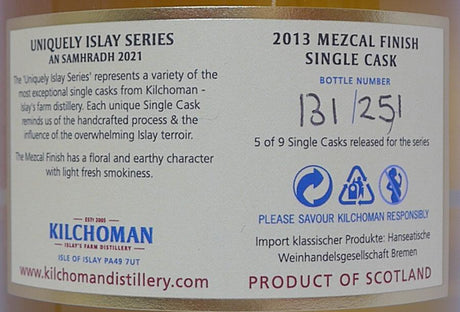 UNIQUELY ISLAY SERIES
AN SAMHRADH 2021
The 'Uniquely Islay Series' represents a variety of the
most exceptional single casks from Kilchoman -
Islay's farm distillery. Each unique Single Cask
reminds us of the handcrafted process & the
influence of the overwhelming Islay terroir.
The Mezcal Finish has a floral and earthy character
with light fresh smokiness.
ESTD 2005
KILCHOMAN
ISLAY'S FARM DISTILLERY
ISLE OF ISLAY PA49 7UT
www.kilchomandistillery.com
2013 MEZCAL FINISH
SINGLE CASK
BOTTLE NUMBER
131/251
5 of 9 Single Casks released for the series
PLEASE SAVOUR KILCHOMAN RESPONSIBLY
Import klassischer Produkte: Hanseatische
Weinhandelsgesellschaft Bremen
PRODUCT OF SCOTLAND